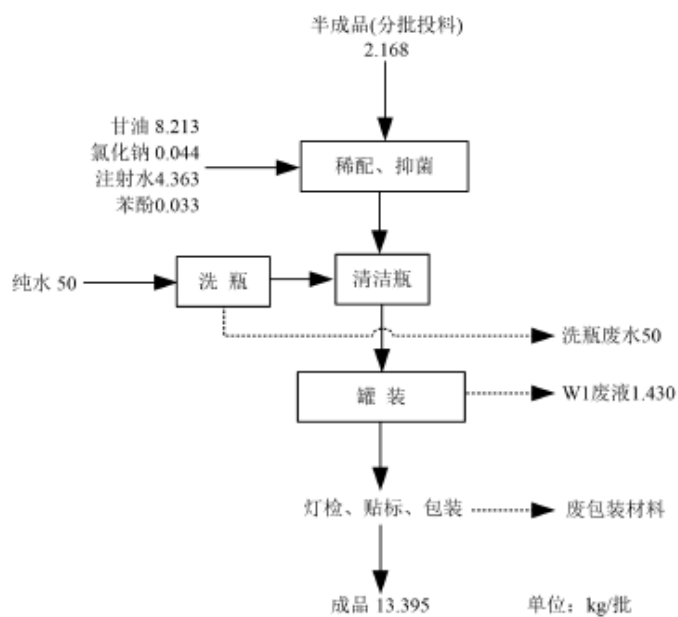 半成品(分批投料)
2.168
甘油 8.213
氯化钠 0.044
注射水4.363
苯酚0.033
稀配、抑菌
纯水 50
洗 瓶
清洁瓶
洗瓶废水50
罐 装
W1废液1.430
灯检、贴标、包装
废包装材料
成品 13.395
单位：kg/批